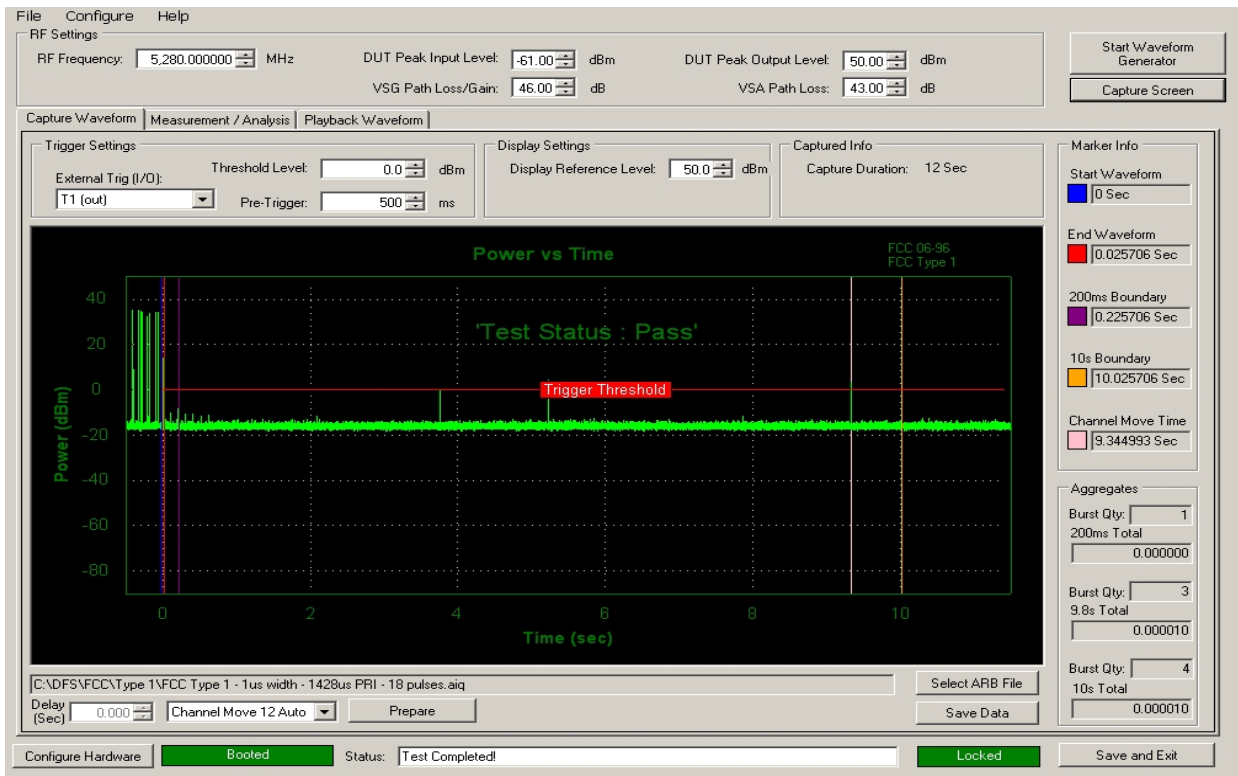 File Configure Help
RF Settings
RF Frequency: 5,280.000000 MHz DUT Peak Input Level: -61.00 dBm DUT Peak Output Level: 50.00 dBm
VSG Path Loss/Gain: 46.00 dB VSA Path Loss: 43.00 dB
Start Waveform
Generator
Capture Screen
Capture Waveform Measurement / Analysis Playback Waveform
Trigger Settings
External Trig (I/O):
T1 (out)
Threshold Level: 0.0 dBm
Pre-Trigger: 500 ms
Display Settings
Display Reference Level: 50.0 dBm
Captured Info
Capture Duration: 12 Sec
Marker Info
Start Waveform
0 Sec
End Waveform
0.025706 Sec
200ms Boundary
0.225706 Sec
10s Boundary
10.025706 Sec
Channel Move Time
9.344993 Sec
Power vs Time
FCC 06-96
FCC Type 1
'Test Status : Pass'
Trigger Threshold
Power (dBm)
40
20
0
-20
-40
-60
-80
0 2 4 6 8 10
Time (sec)
Aggregates
Burst Qty: 1
200ms Total
0.000000
Burst Qty: 3
9.8s Total
0.000010
Burst Qty: 4
10s Total
0.000010
C:\DFS\FCC\Type 1\FCC Type 1 - 1us width - 1428us PRI - 18 pulses.aiq
Select ARB File
Delay
(Sec) 0.000 Channel Move 12 Auto Prepare
Save Data
Configure Hardware Booted Status: Test Completed! Locked Save and Exit